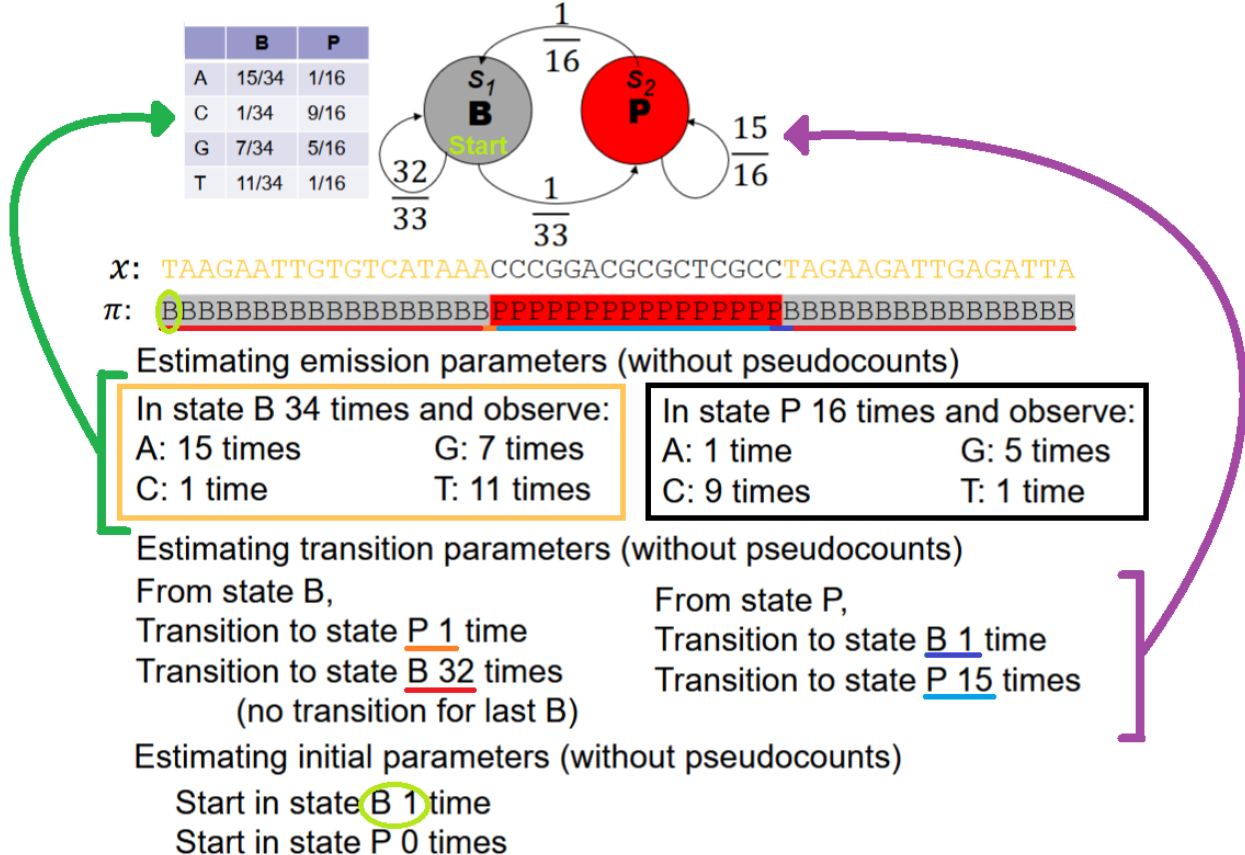 B P
A 15/34 1/16
C 1/34 9/16
G 7/34 5/16
T 11/34 1/16
1/16
S1
B
Start
S2
P
32/33
1/33
15/16
x: TAAGAATTGTGTCATAAACCCGGACGCGCTCGCCTAGAAGATTGAGATTA
π: BBBBBBBBBBBBBBBBBBPPPPPPPPPPPPPPPPBBBBBBBBBBBBBBBB
Estimating emission parameters (without pseudocounts)
In state B 34 times and observe:
A: 15 times G: 7 times
C: 1 time T: 11 times
In state P 16 times and observe:
A: 1 time G: 5 times
C: 9 times T: 1 time
Estimating transition parameters (without pseudocounts)
From state B,
Transition to state P 1 time
Transition to state B 32 times
(no transition for last B)
From state P,
Transition to state B 1 time
Transition to state P 15 times
Estimating initial parameters (without pseudocounts)
Start in state B 1 time
Start in state P 0 times